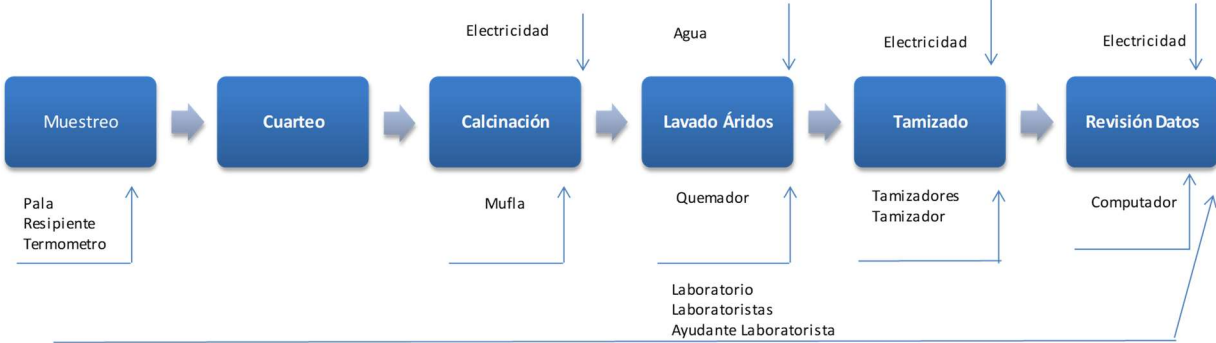 Electricidad
Agua
Electricidad
Electricidad
Muestreo
Cuarteo
Calcinación
Lavado Áridos
Tamizado
Revisión Datos
Pala
Resipiente
Termometro
Mufla
Quemador
Tamizadores
Tamizador
Computador
Laboratorio
Laboratoristas
Ayudante Laboratorista